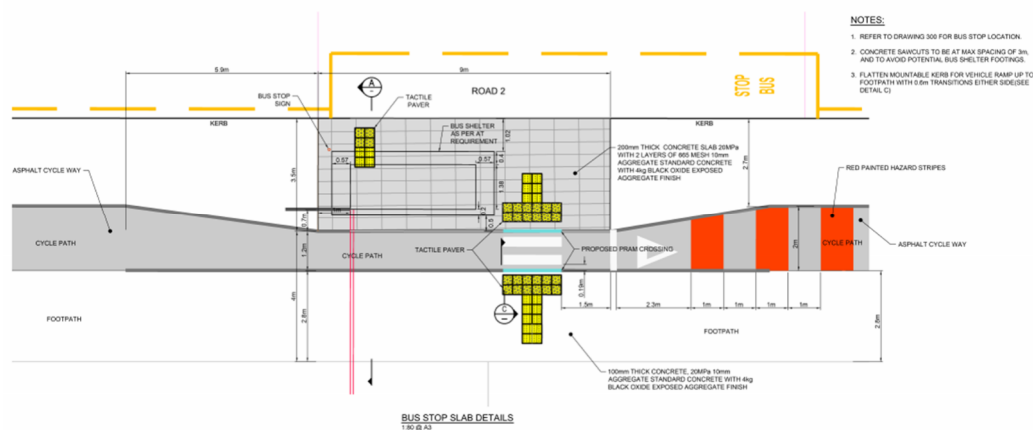 NOTES:
1. REFER TO DRAWING 300 FOR BUS STOP LOCATION.
2. CONCRETE SAWCUTS TO BE AT MAX SPACING OF 3m,
AND TO AVOID POTENTIAL BUS SHELTER FOOTINGS.
3. FLATTEN MOUNTABLE KERB FOR VEHICLE RAMP UP TO
FOOTPATH WITH 0.6m TRANSITIONS EITHER SIDE(SEE
DETAIL C)
5.9m
9m
A
ROAD 2
STOP
BUS
BUS STOP
SIGN
TACTILE
PAVER
KERB
BUS SHELTER
AS PER AT
REQUIREMENT
1.02
KERB
200mm THICK CONCRETE SLAB 20MPa
WITH 2 LAYERS OF 665 MESH 10mm
AGGREGATE STANDARD CONCRETE
WITH 4kg BLACK OXIDE EXPOSED
AGGREGATE FINISH
0.57
0.57
0.4
2.7m
RED PAINTED HAZARD STRIPES
ASPHALT CYCLE WAY
3.5m
1.38
0.7m
0.2
0.5
CYCLE PATH
1.2m
CYCLE PATH
TACTILE PAVER
PROPOSED PRAM CROSSING
2m
CYCLE PATH
ASPHALT CYCLE WAY
4m
0.19m
2.8m
C
1.5m
2.3m
1m
1m
1m
1m
2.8m
FOOTPATH
FOOTPATH
100mm THICK CONCRETE, 20MPa 10mm
AGGREGATE STANDARD CONCRETE WITH 4kg
BLACK OXIDE EXPOSED AGGREGATE FINISH
BUS STOP SLAB DETAILS
1:80 @ A3